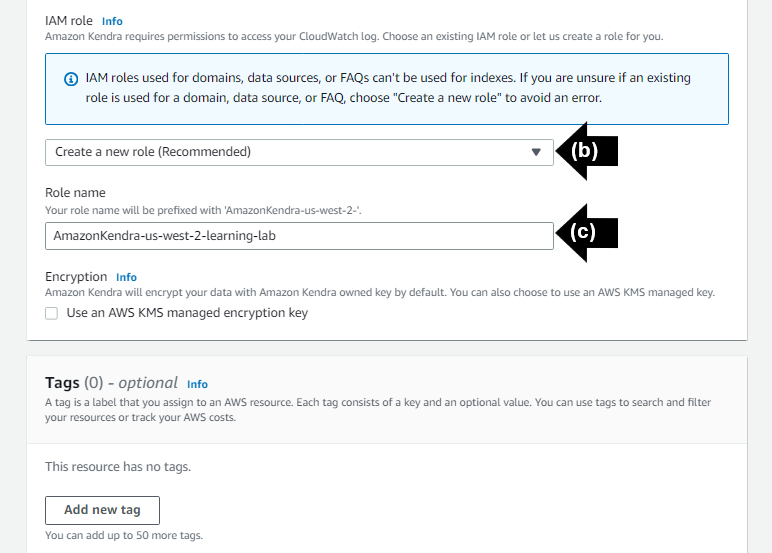 IAM role Info
Amazon Kendra requires permissions to access your CloudWatch log. Choose an existing IAM role or let us create a role for you.
IAM roles used for domains, data sources, or FAQs can't be used for indexes. If you are unsure if an existing
role is used for a domain, data source, or FAQ, choose "Create a new role" to avoid an error.
Create a new role (Recommended)
(b)
Role name
Your role name will be prefixed with 'AmazonKendra-us-west-2-'.
AmazonKendra-us-west-2-learning-lab
(c)
Encryption Info
Amazon Kendra will encrypt your data with Amazon Kendra owned key by default. You can also choose to use an AWS KMS managed key.
Use an AWS KMS managed encryption key
Tags (0) - optional Info
A tag is a label that you assign to an AWS resource. Each tag consists of a key and an optional value. You can use tags to search and filter
your resources or track your AWS costs.
This resource has no tags.
Add new tag
You can add up to 50 more tags.